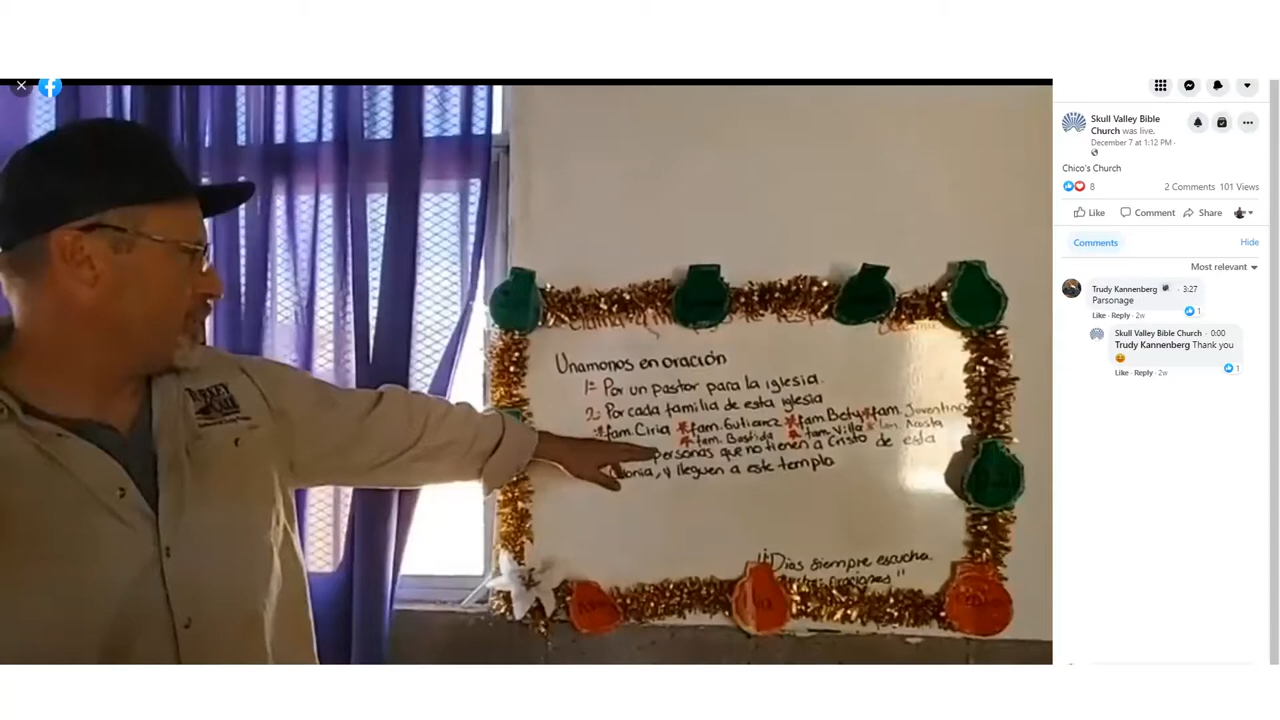 Unamonos en oración
1= Por un pastor para la iglesia.
2= Por cada familia de esta iglesia
*fam. Ciria *fam. Gutierrz *fam. Bety *fam. Juventino
*fam. Bastida *fam. Villa *fam. Acosta
personas que no tienen a Cristo de esta
lonia, y lleguen a este templo
"¡Dios siempre escucha
oraciones"
TURKEY
Skull Valley Bible
Church was live.
December 7 at 1:12 PM ·
Chico's Church
8
2 Comments 101 Views
Like Comment Share
Comments Hide
Most relevant
Trudy Kannenberg · 3:27
Parsonage
1
Like · Reply · 2w
Skull Valley Bible Church · 0:00
Trudy Kannenberg Thank you
1
Like · Reply · 2w